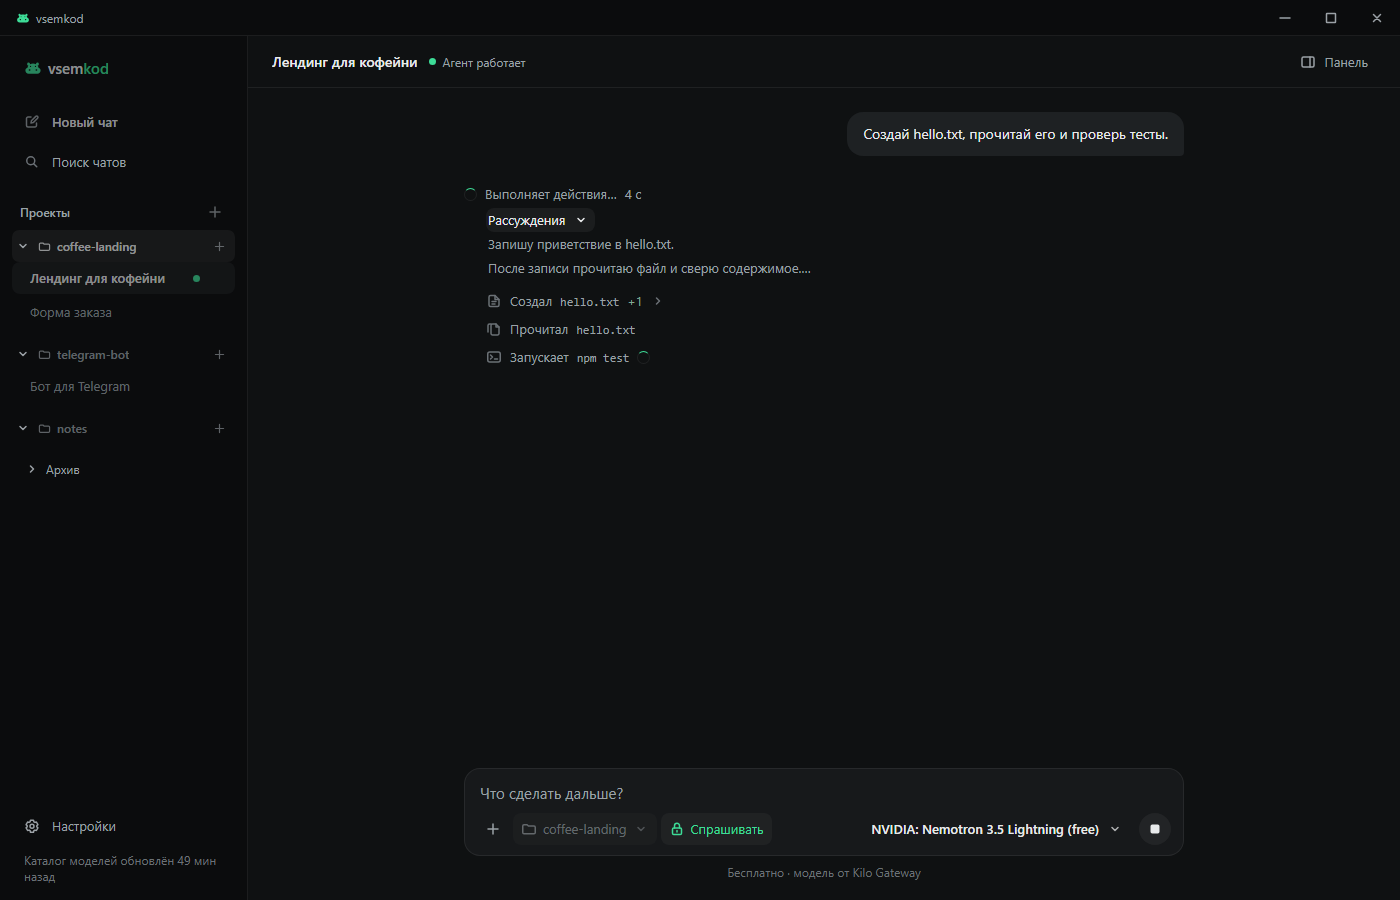 vsemkod
vsemkod
Новый чат
Поиск чатов
Проекты
coffee-landing
Лендинг для кофейни
Форма заказа
telegram-bot
Бот для Telegram
notes
Архив
Настройки
Каталог моделей обновлён 49 мин
назад
Лендинг для кофейни Агент работает
Панель
Создай hello.txt, прочитай его и проверь тесты.
Выполняет действия... 4 с
Рассуждения
Запишу приветствие в hello.txt.
После записи прочитаю файл и сверю содержимое....
Создал hello.txt +1
Прочитал hello.txt
Запускает npm test
Что сделать дальше?
coffee-landing Спрашивать NVIDIA: Nemotron 3.5 Lightning (free)
Бесплатно · модель от Kilo Gateway